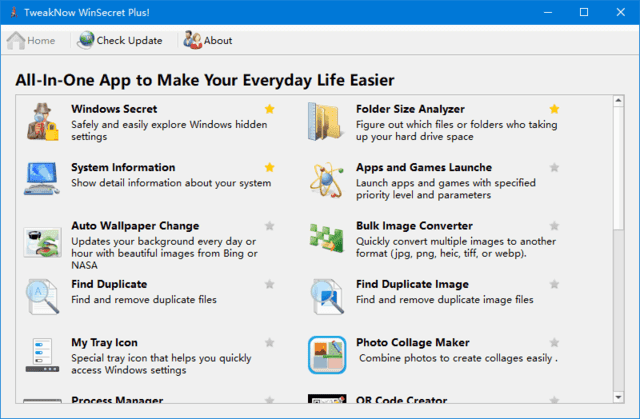 TweakNow WinSecret Plus!
Home
Check Update
About
All-In-One App to Make Your Everyday Life Easier
Windows Secret
Safely and easily explore Windows hidden
settings
Folder Size Analyzer
Figure out which files or folders who taking
up your hard drive space
System Information
Show detail information about your system
Apps and Games Launche
Launch apps and games with specified
priority level and parameters
Auto Wallpaper Change
Updates your background every day or
hour with beautiful images from Bing or
NASA
Bulk Image Converter
Quickly convert multiple images to another
format (jpg, png, heic, tiff, or webp).
Find Duplicate
Find and remove duplicate files
Find Duplicate Image
Find and remove duplicate image files
My Tray Icon
Special tray icon that helps you quickly
access Windows settings
Photo Collage Maker
Combine photos to create collages easily .
Process Manager
QR Code Creator